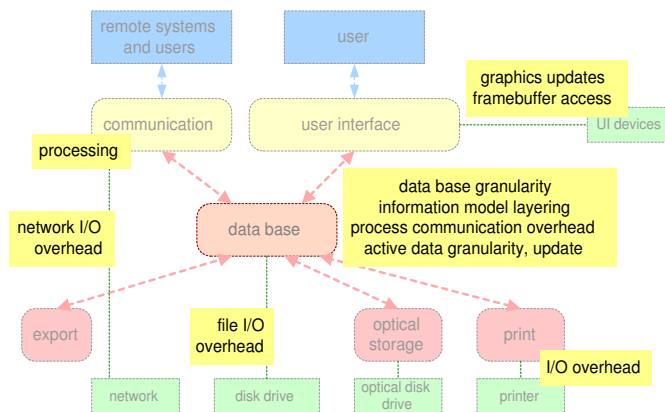 remote systems
and users
user
graphics updates
framebuffer access
communication
user interface
UI devices
processing
data base granularity
information model layering
process communication overhead
active data granularity, update
data base
network I/O
overhead
export
file I/O
overhead
optical
storage
print
I/O overhead
network
disk drive
optical disk
drive
printer